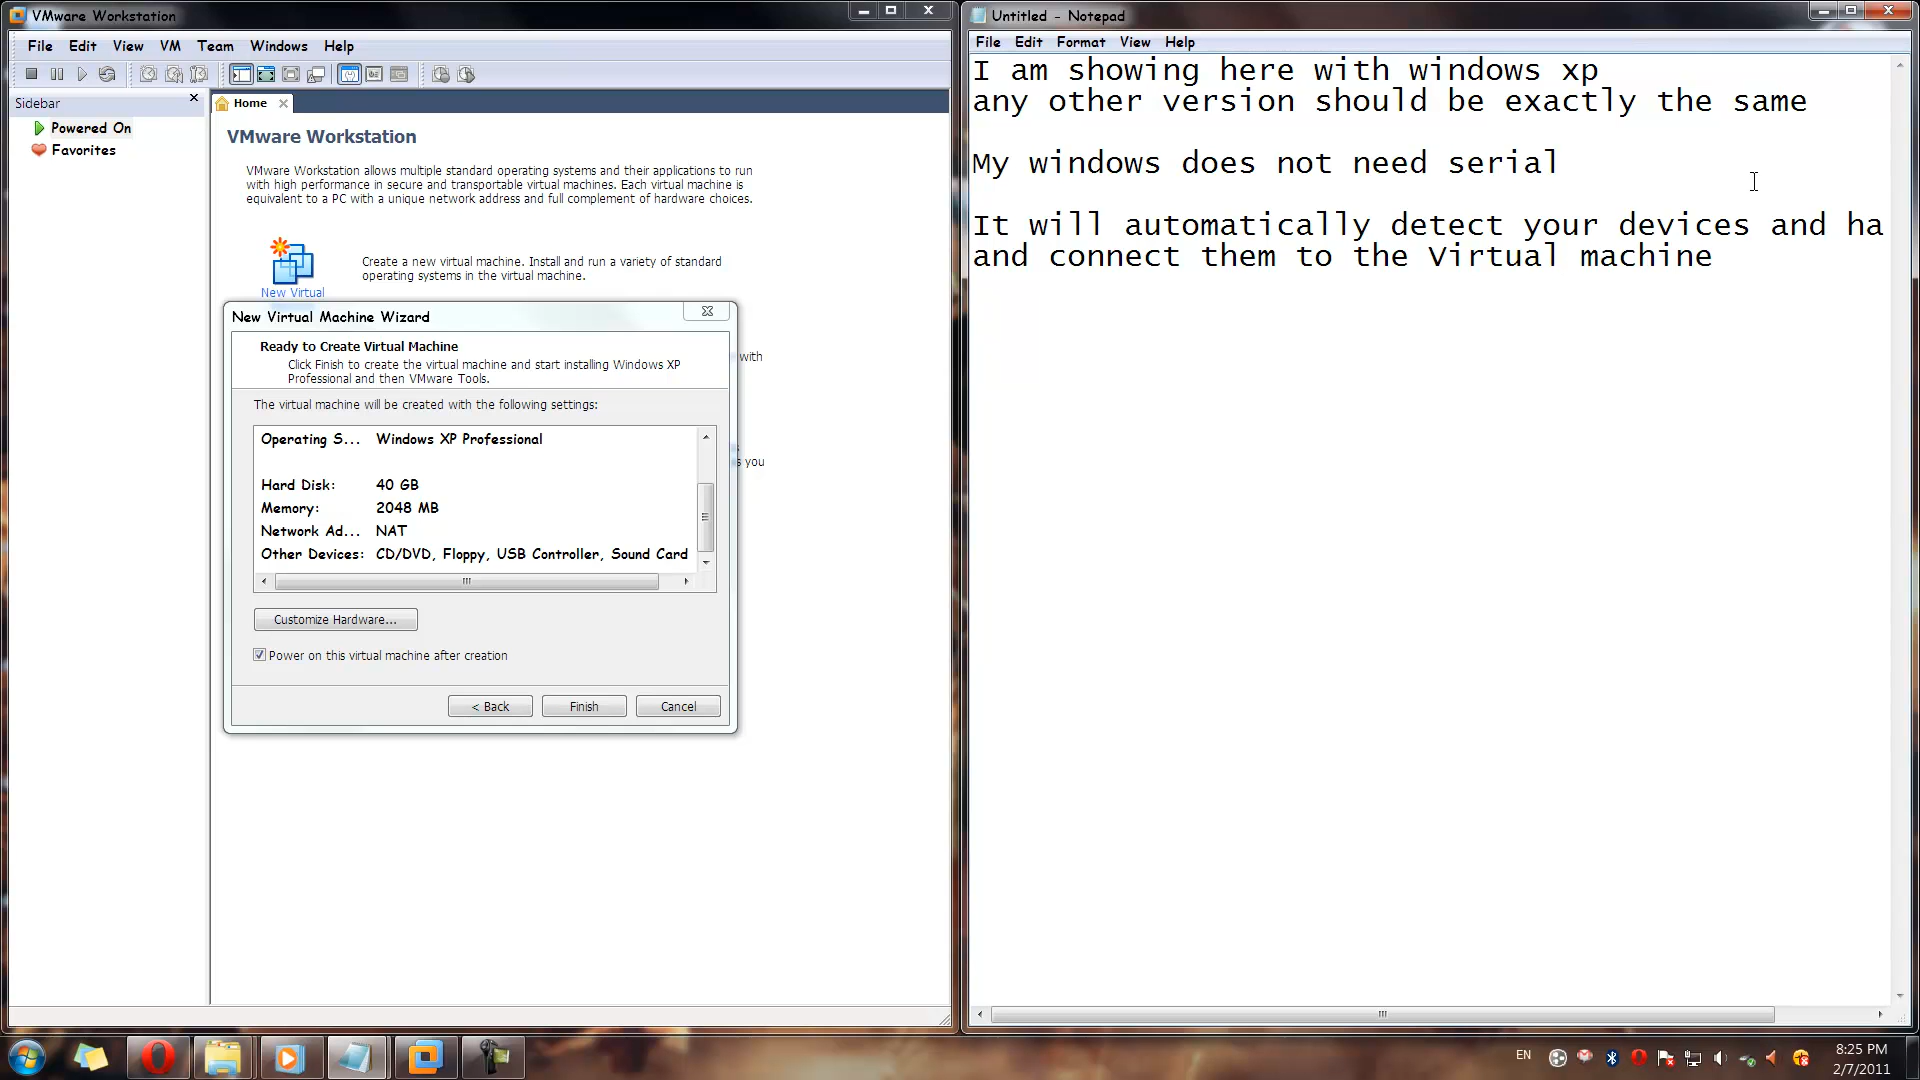 VMware Workstation
File Edit View VM Team Windows Help
Sidebar
Powered On
Favorites
Home
VMware Workstation
VMware Workstation allows multiple standard operating systems and their applications to run
with high performance in secure and transportable virtual machines. Each virtual machine is
equivalent to a PC with a unique network address and full complement of hardware choices.
Create a new virtual machine. Install and run a variety of standard
operating systems in the virtual machine.
New Virtual
with
you
New Virtual Machine Wizard
Ready to Create Virtual Machine
Click Finish to create the virtual machine and start installing Windows XP
Professional and then VMware Tools.
The virtual machine will be created with the following settings:
Operating S... Windows XP Professional
Hard Disk: 40 GB
Memory: 2048 MB
Network Ad... NAT
Other Devices: CD/DVD, Floppy, USB Controller, Sound Card
Customize Hardware...
Power on this virtual machine after creation
< Back Finish Cancel
Untitled - Notepad
File Edit Format View Help
I am showing here with windows xp
any other version should be exactly the same
My windows does not need serial
It will automatically detect your devices and ha
and connect them to the Virtual machine
EN
8:25 PM
2/7/2011